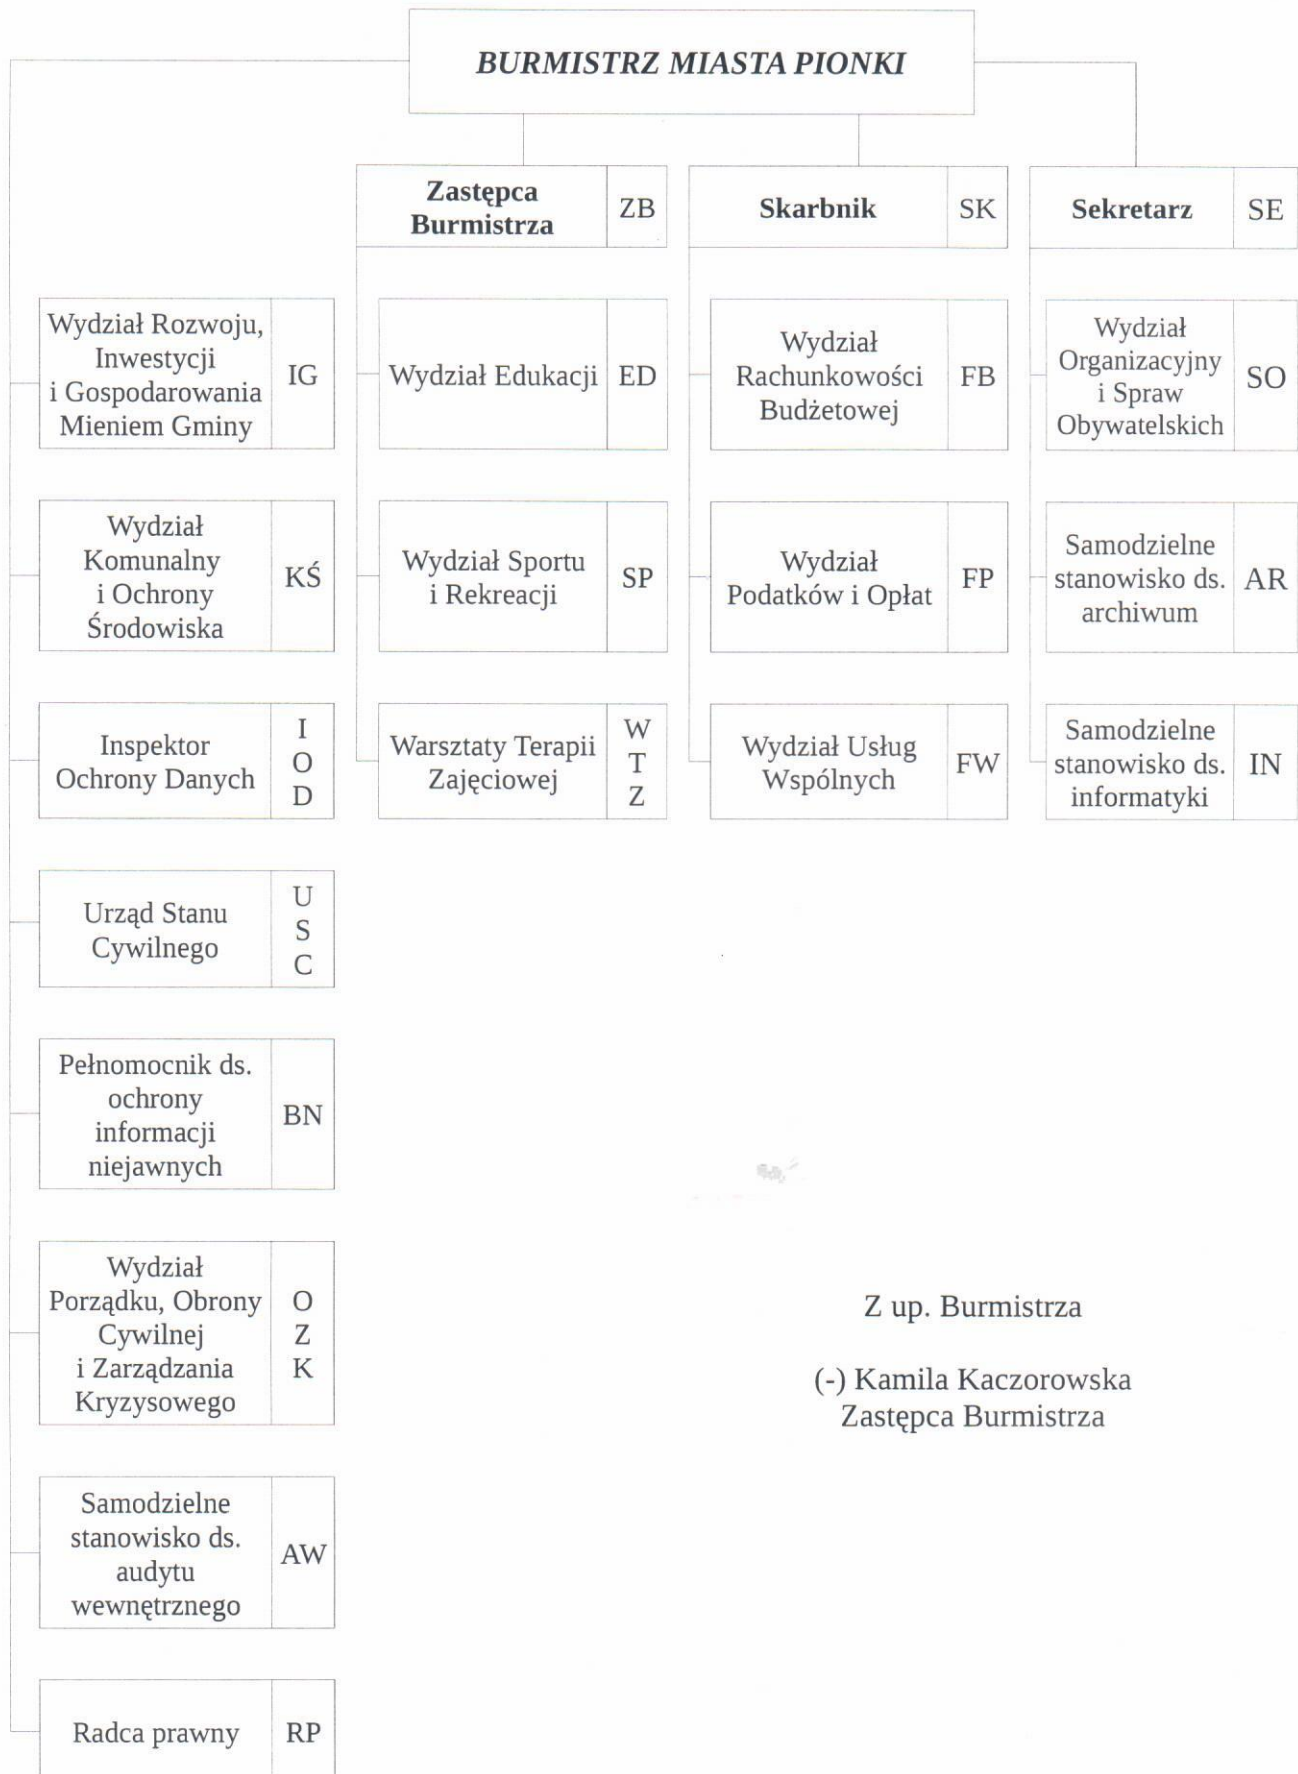 BURMISTRZ MIASTA PIONKI
Zastępca
Burmistrza
ZB
Skarbnik
SK
Sekretarz
SE
Wydział Rozwoju,
Inwestycji
i Gospodarowania
Mieniem Gminy
IG
Wydział Edukacji
ED
Wydział
Rachunkowości
Budżetowej
FB
Wydział
Organizacyjny
i Spraw
Obywatelskich
SO
Wydział
Komunalny
i Ochrony
Środowiska
KŚ
Wydział Sportu
i Rekreacji
SP
Wydział
Podatków i Opłat
FP
Samodzielne
stanowisko ds.
archiwum
AR
Inspektor
Ochrony Danych
I
O
D
Warsztaty Terapii
Zajęciowej
W
T
Z
Wydział Usług
Wspólnych
FW
Samodzielne
stanowisko ds.
informatyki
IN
Urząd Stanu
Cywilnego
U
S
C
Pełnomocnik ds.
ochrony
informacji
niejawnych
BN
Wydział
Porządku, Obrony
Cywilnej
i Zarządzania
Kryzysowego
O
Z
K
Z up. Burmistrza
(-) Kamila Kaczorowska
Zastępca Burmistrza
Samodzielne
stanowisko ds.
audytu
wewnętrznego
AW
Radca prawny
RP